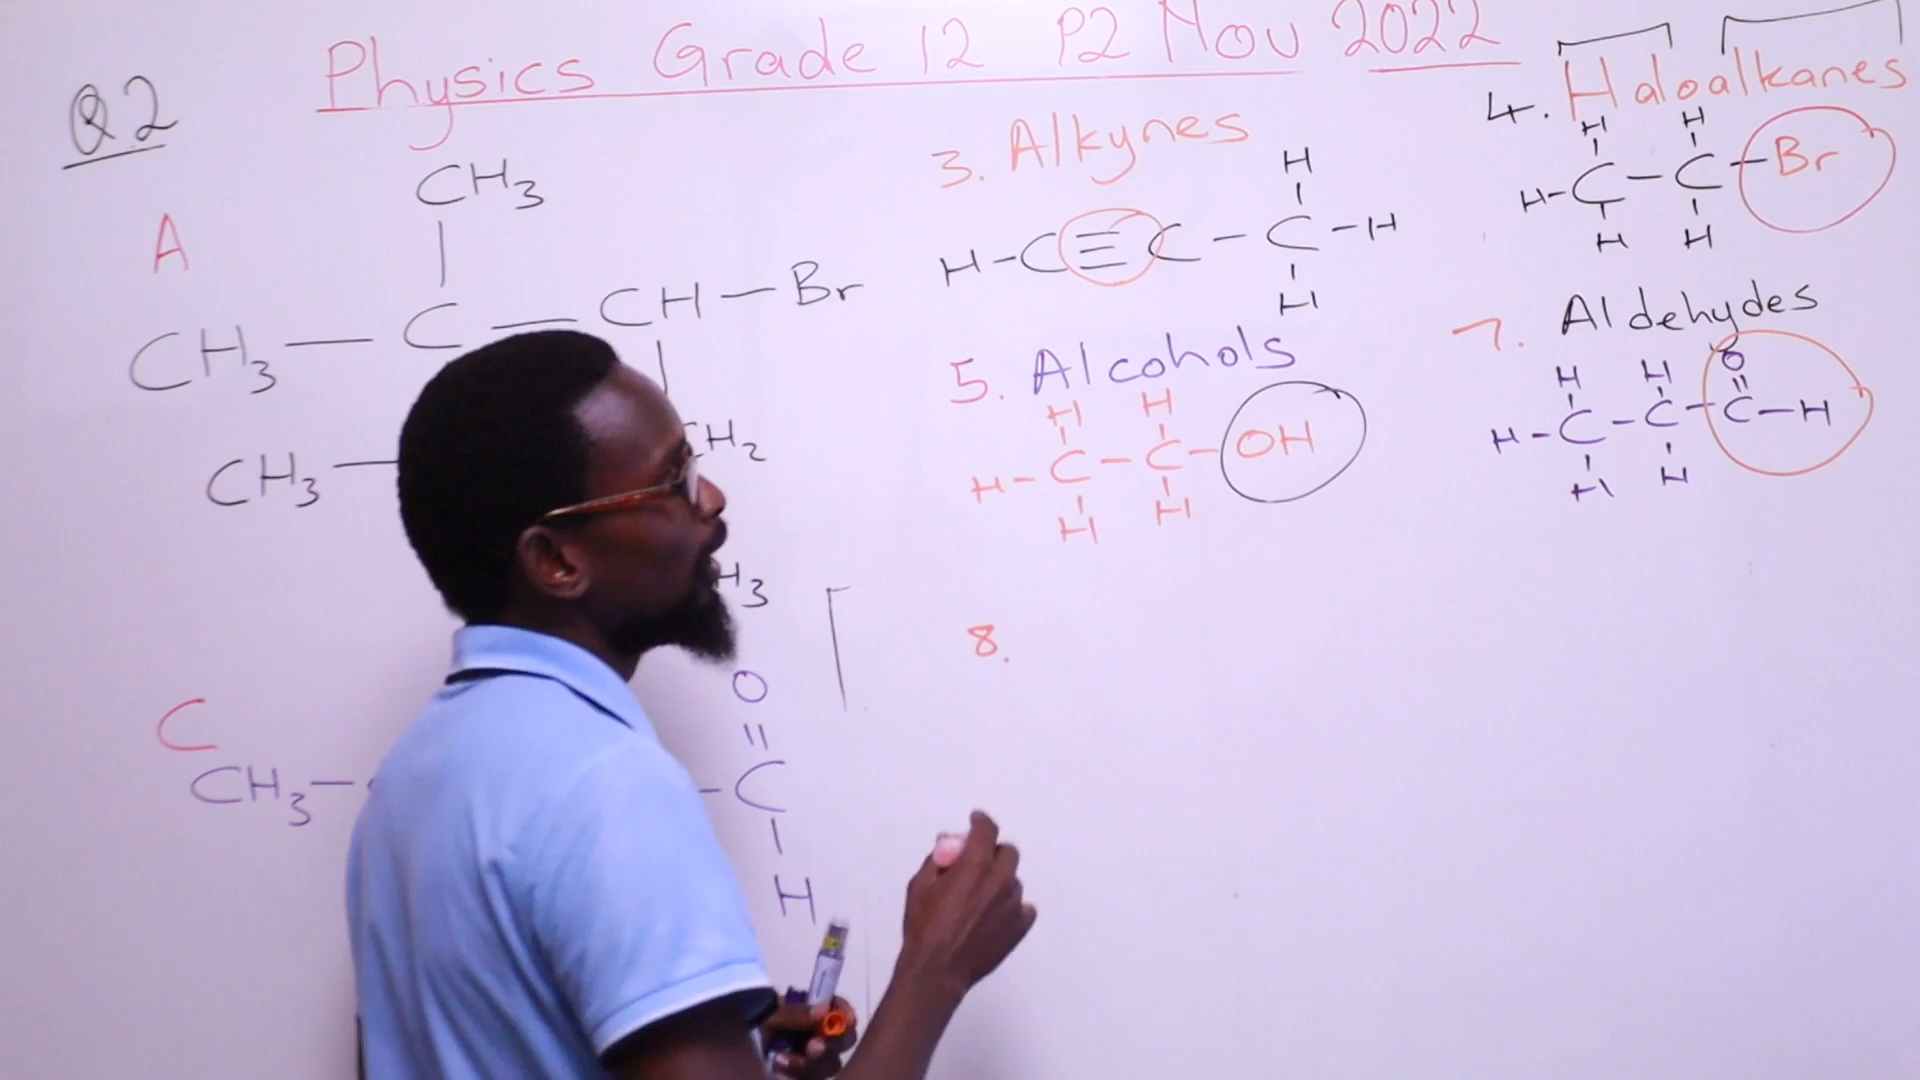 Physics Grade 12 P2 Nov 2022
Q2
A
CH3
CH3 — C — CH — Br
CH3 —
CH2
H3
C
CH3 –
O
=
– C
H
3. Alkynes
H
H-C≡C-C-H
H
4. Haloalkanes
H H
H-C-C-Br
H H
5. Alcohols
H H
H-C-C-OH
H H
7. Aldehydes
H H O
H-C-C-C-H
H H
8.